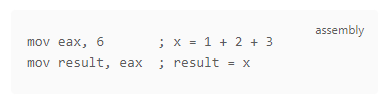 assembly
mov eax, 6       ; x = 1 + 2 + 3
mov result, eax  ; result = x